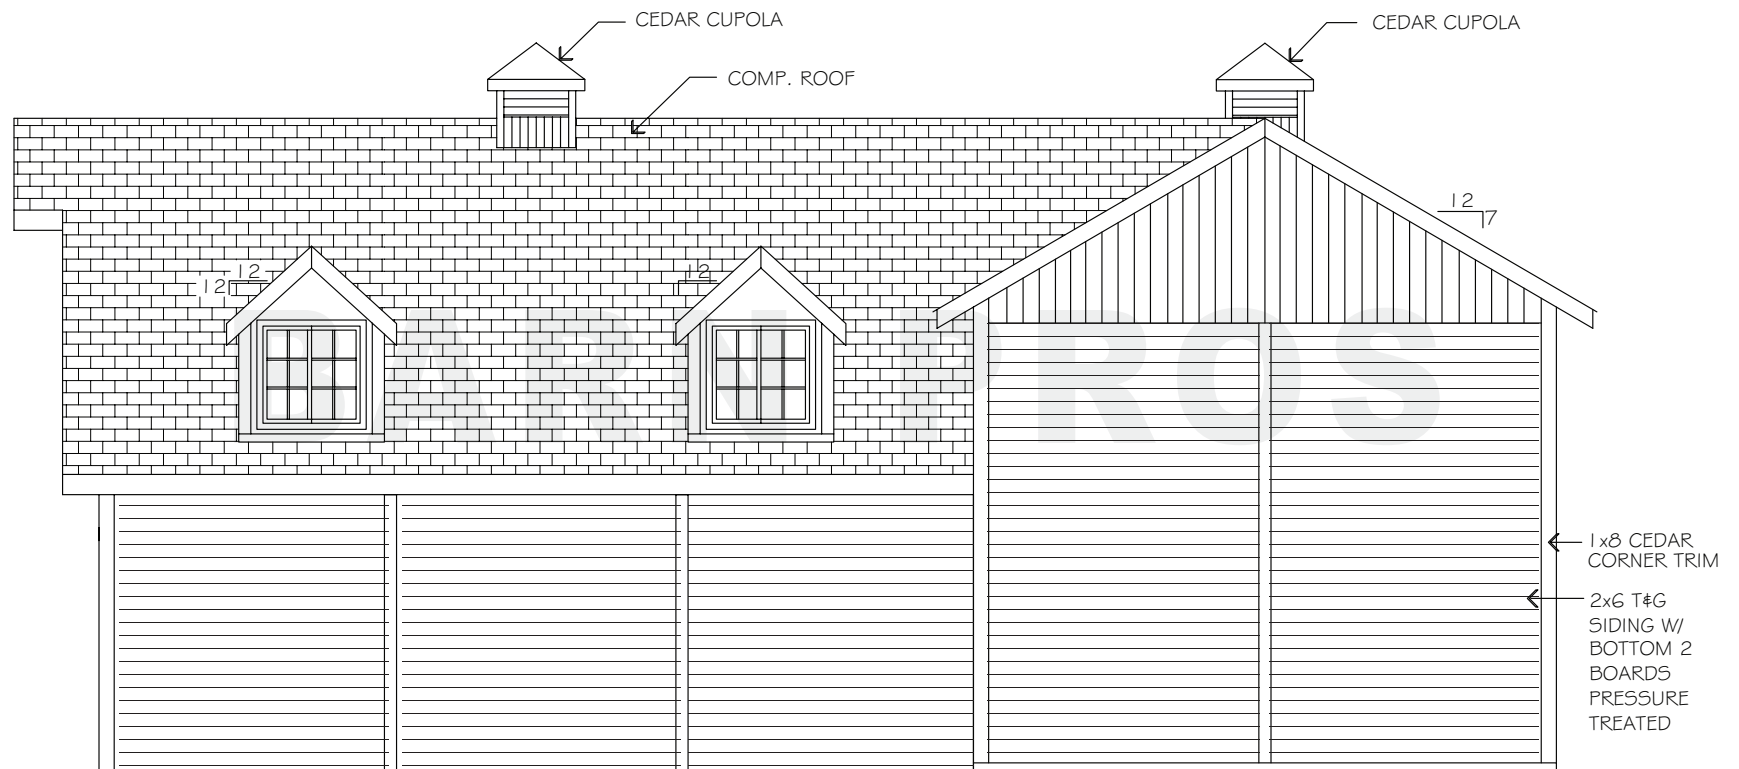 CEDAR CUPOLA
CEDAR CUPOLA
COMP. ROOF
12
7
12
12
12
BARN PROS
1x8 CEDAR
CORNER TRIM
2x6 T&G
SIDING W/
BOTTOM 2
BOARDS
PRESSURE
TREATED